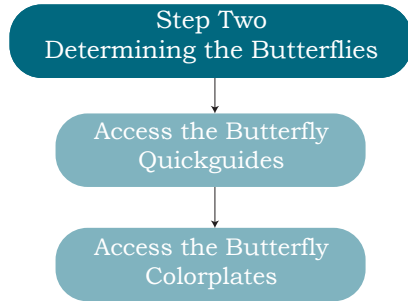 Step Two
Determining the Butterflies
Access the Butterfly
Quickguides
Access the Butterfly
Colorplates